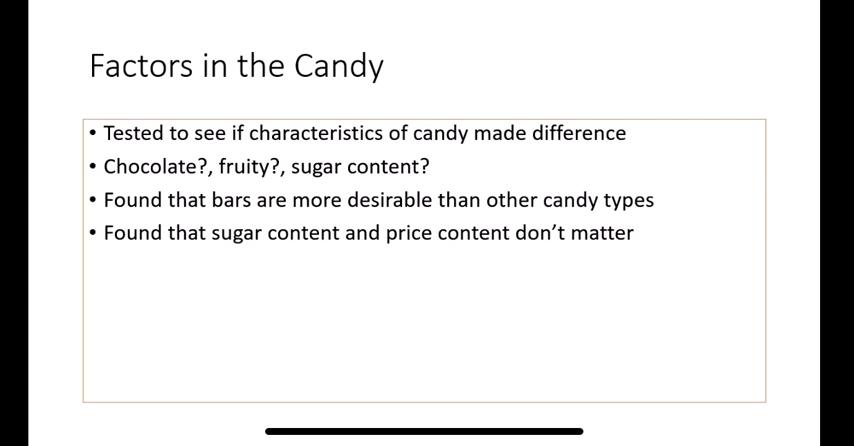 Factors in the Candy
• Tested to see if characteristics of candy made difference
• Chocolate?, fruity?, sugar content?
• Found that bars are more desirable than other candy types
• Found that sugar content and price content don’t matter